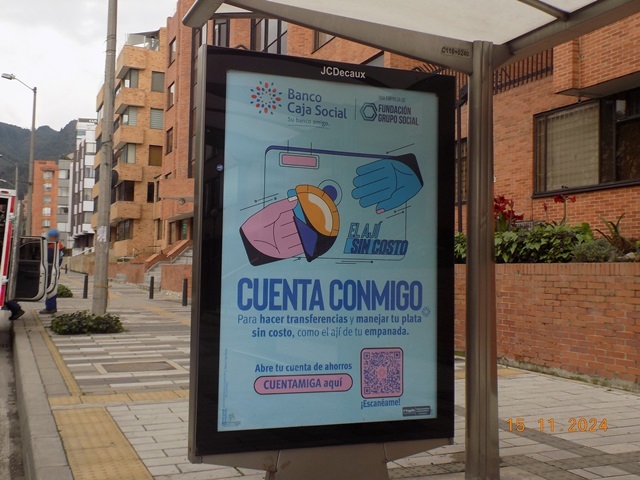 JCDecaux
Banco
Caja Social
Su banco amigo.
FUNDACIÓN
GRUPO SOCIAL
EL AJÍ
SIN COSTO
CUENTA CONMIGO
Para hacer transferencias y manejar tu plata
sin costo, como el ají de tu empanada.
Abre tu cuenta de ahorros
CUENTAMIGA aquí
¡Escanéame!
15.11.2024